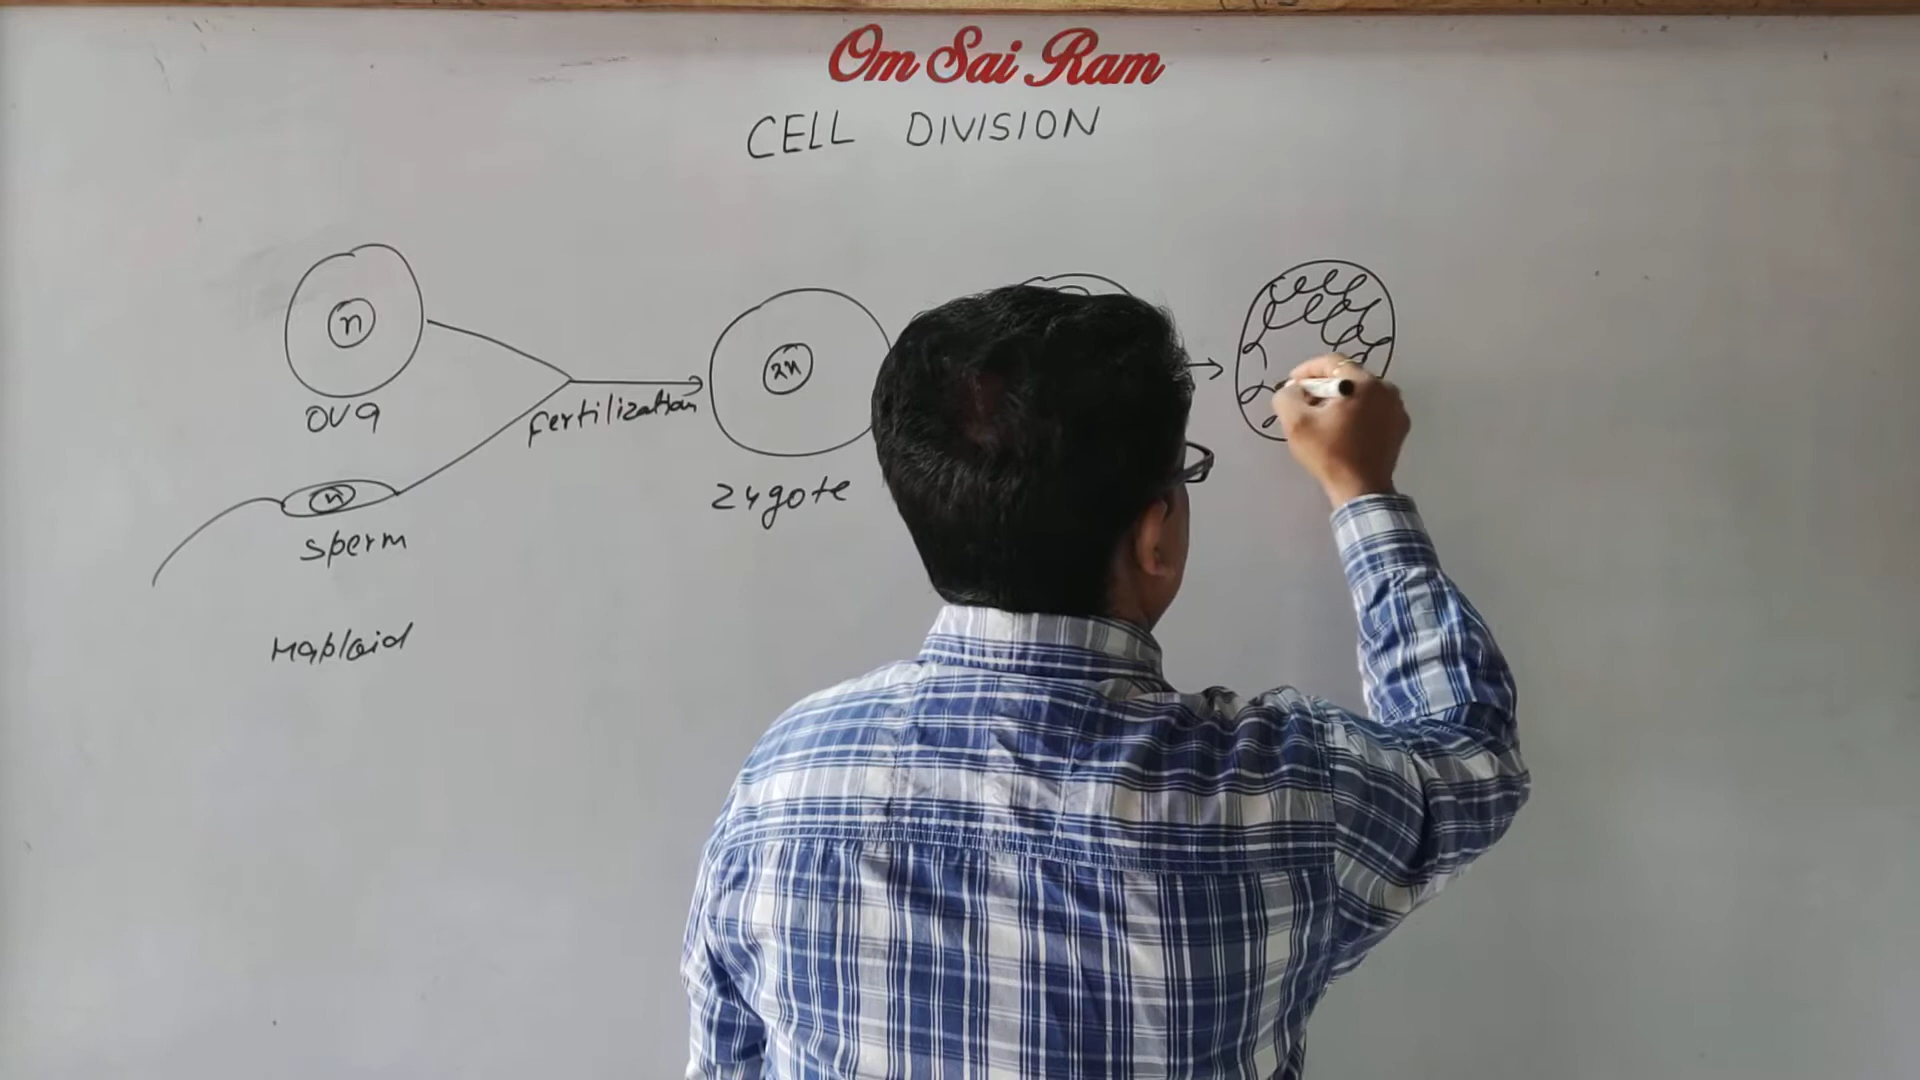 Om Sai Ram
CELL DIVISION
n
ova
2n
fertilization
n
zygote
sperm
Haploid